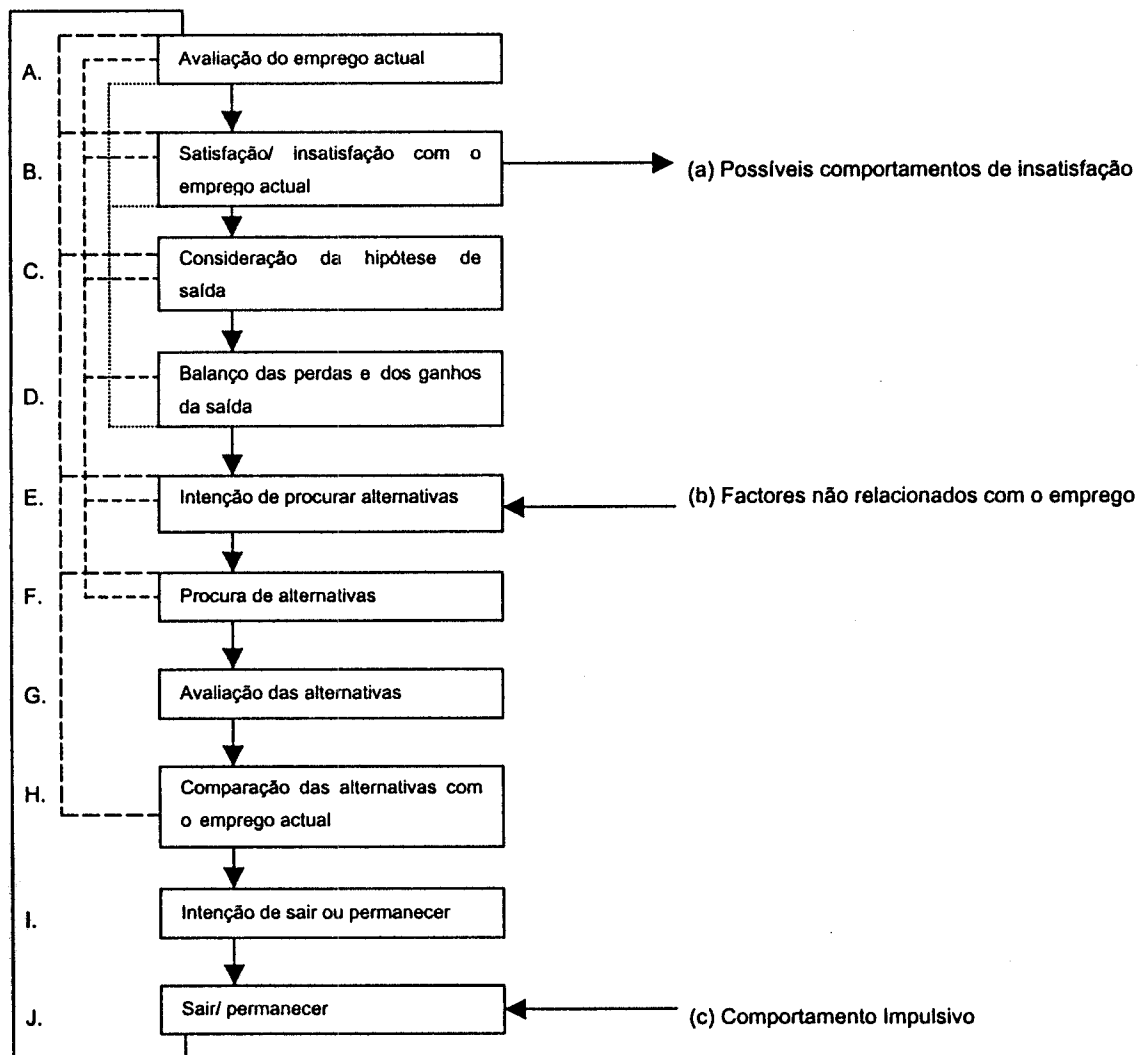 A.
Avaliação do emprego actual
B.
Satisfação/ insatisfação com o
emprego actual
(a) Possíveis comportamentos de insatisfação
C.
Consideração da hipótese de
saída
D.
Balanço das perdas e dos ganhos
da saída
E.
Intenção de procurar alternativas
(b) Factores não relacionados com o emprego
F.
Procura de alternativas
G.
Avaliação das alternativas
H.
Comparação das alternativas com
o emprego actual
I.
Intenção de sair ou permanecer
J.
Sair/ permanecer
(c) Comportamento Impulsivo